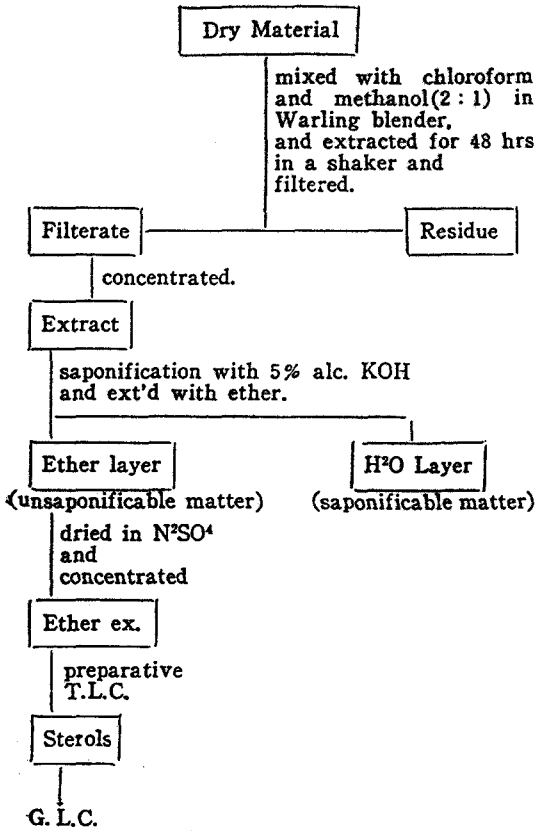 Dry Material
mixed with chloroform
and methanol(2 : 1) in
Warling blender,
and extracted for 48 hrs
in a shaker and
filtered.
Filterate
Residue
concentrated.
Extract
saponification with 5% alc. KOH
and ext'd with ether.
Ether layer
H²O Layer
(unsaponificable matter)
(saponificable matter)
dried in N²SO⁴
and
concentrated
Ether ex.
preparative
T.L.C.
Sterols
G. L.C.